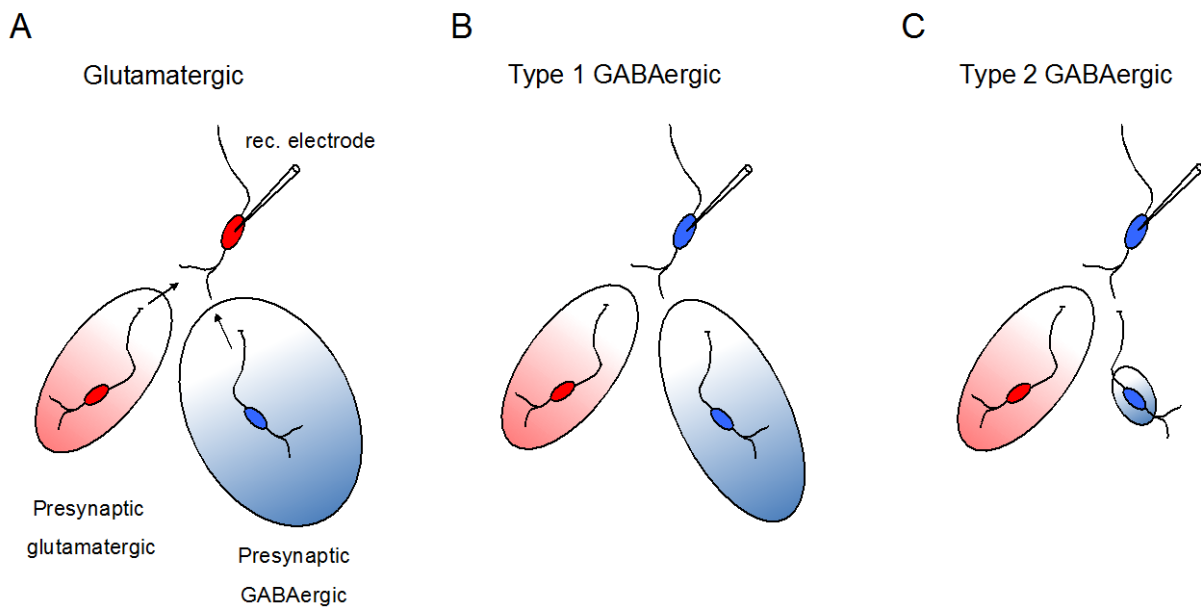 A
Glutamatergic
rec. electrode
Presynaptic
glutamatergic
Presynaptic
GABAergic
B
Type 1 GABAergic
C
Type 2 GABAergic